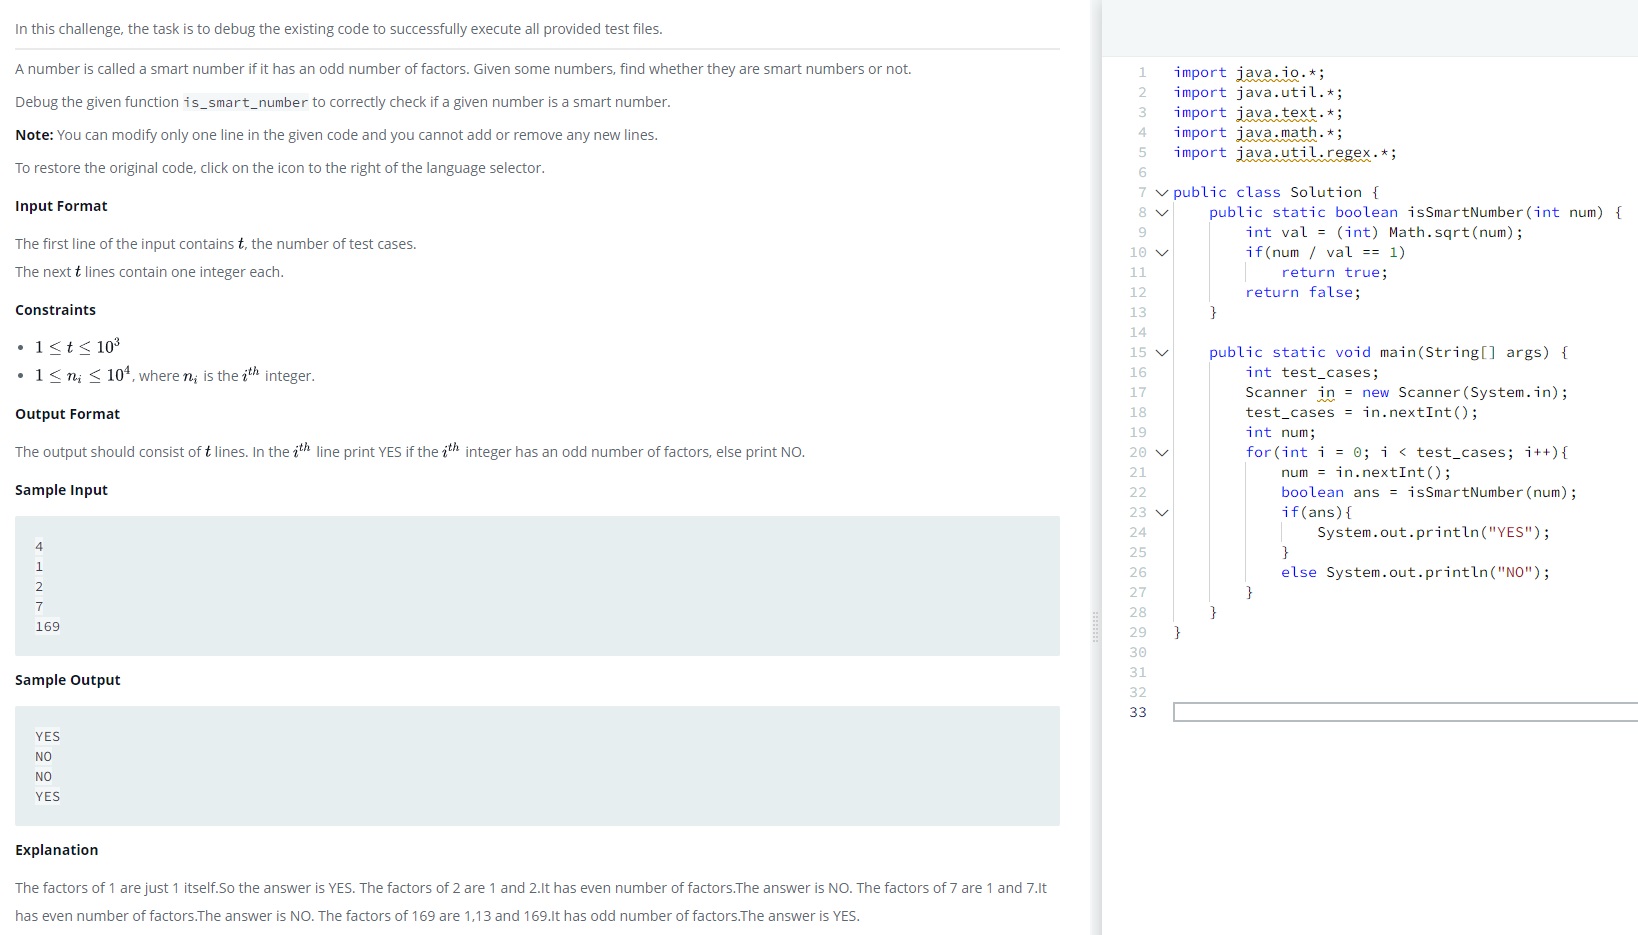 In this challenge, the task is to debug the existing code to successfully execute all provided test files.
A number is called a smart number if it has an odd number of factors. Given some numbers, find whether they are smart numbers or not.
Debug the given function is_smart_number to correctly check if a given number is a smart number.
Note: You can modify only one line in the given code and you cannot add or remove any new lines.
To restore the original code, click on the icon to the right of the language selector.
Input Format
The first line of the input contains t, the number of test cases.
The next t lines contain one integer each.
Constraints
• 1 ≤ t ≤ 10³
• 1 ≤ nᵢ ≤ 10⁴, where nᵢ is the iᵗʰ integer.
Output Format
The output should consist of t lines. In the iᵗʰ line print YES if the iᵗʰ integer has an odd number of factors, else print NO.
Sample Input
4
1
2
7
169
Sample Output
YES
NO
NO
YES
Explanation
The factors of 1 are just 1 itself.So the answer is YES. The factors of 2 are 1 and 2.It has even number of factors.The answer is NO. The factors of 7 are 1 and 7.It
has even number of factors.The answer is NO. The factors of 169 are 1,13 and 169.It has odd number of factors.The answer is YES.
1 import java.io.*;
2 import java.util.*;
3 import java.text.*;
4 import java.math.*;
5 import java.util.regex.*;
6
7 public class Solution {
8     public static boolean isSmartNumber(int num) {
9         int val = (int) Math.sqrt(num);
10         if(num / val == 1)
11             return true;
12         return false;
13     }
14
15     public static void main(String[] args) {
16         int test_cases;
17         Scanner in = new Scanner(System.in);
18         test_cases = in.nextInt();
19         int num;
20         for(int i = 0; i < test_cases; i++){
21             num = in.nextInt();
22             boolean ans = isSmartNumber(num);
23             if(ans){
24                 System.out.println("YES");
25             }
26             else System.out.println("NO");
27         }
28     }
29 }
30
31
32
33